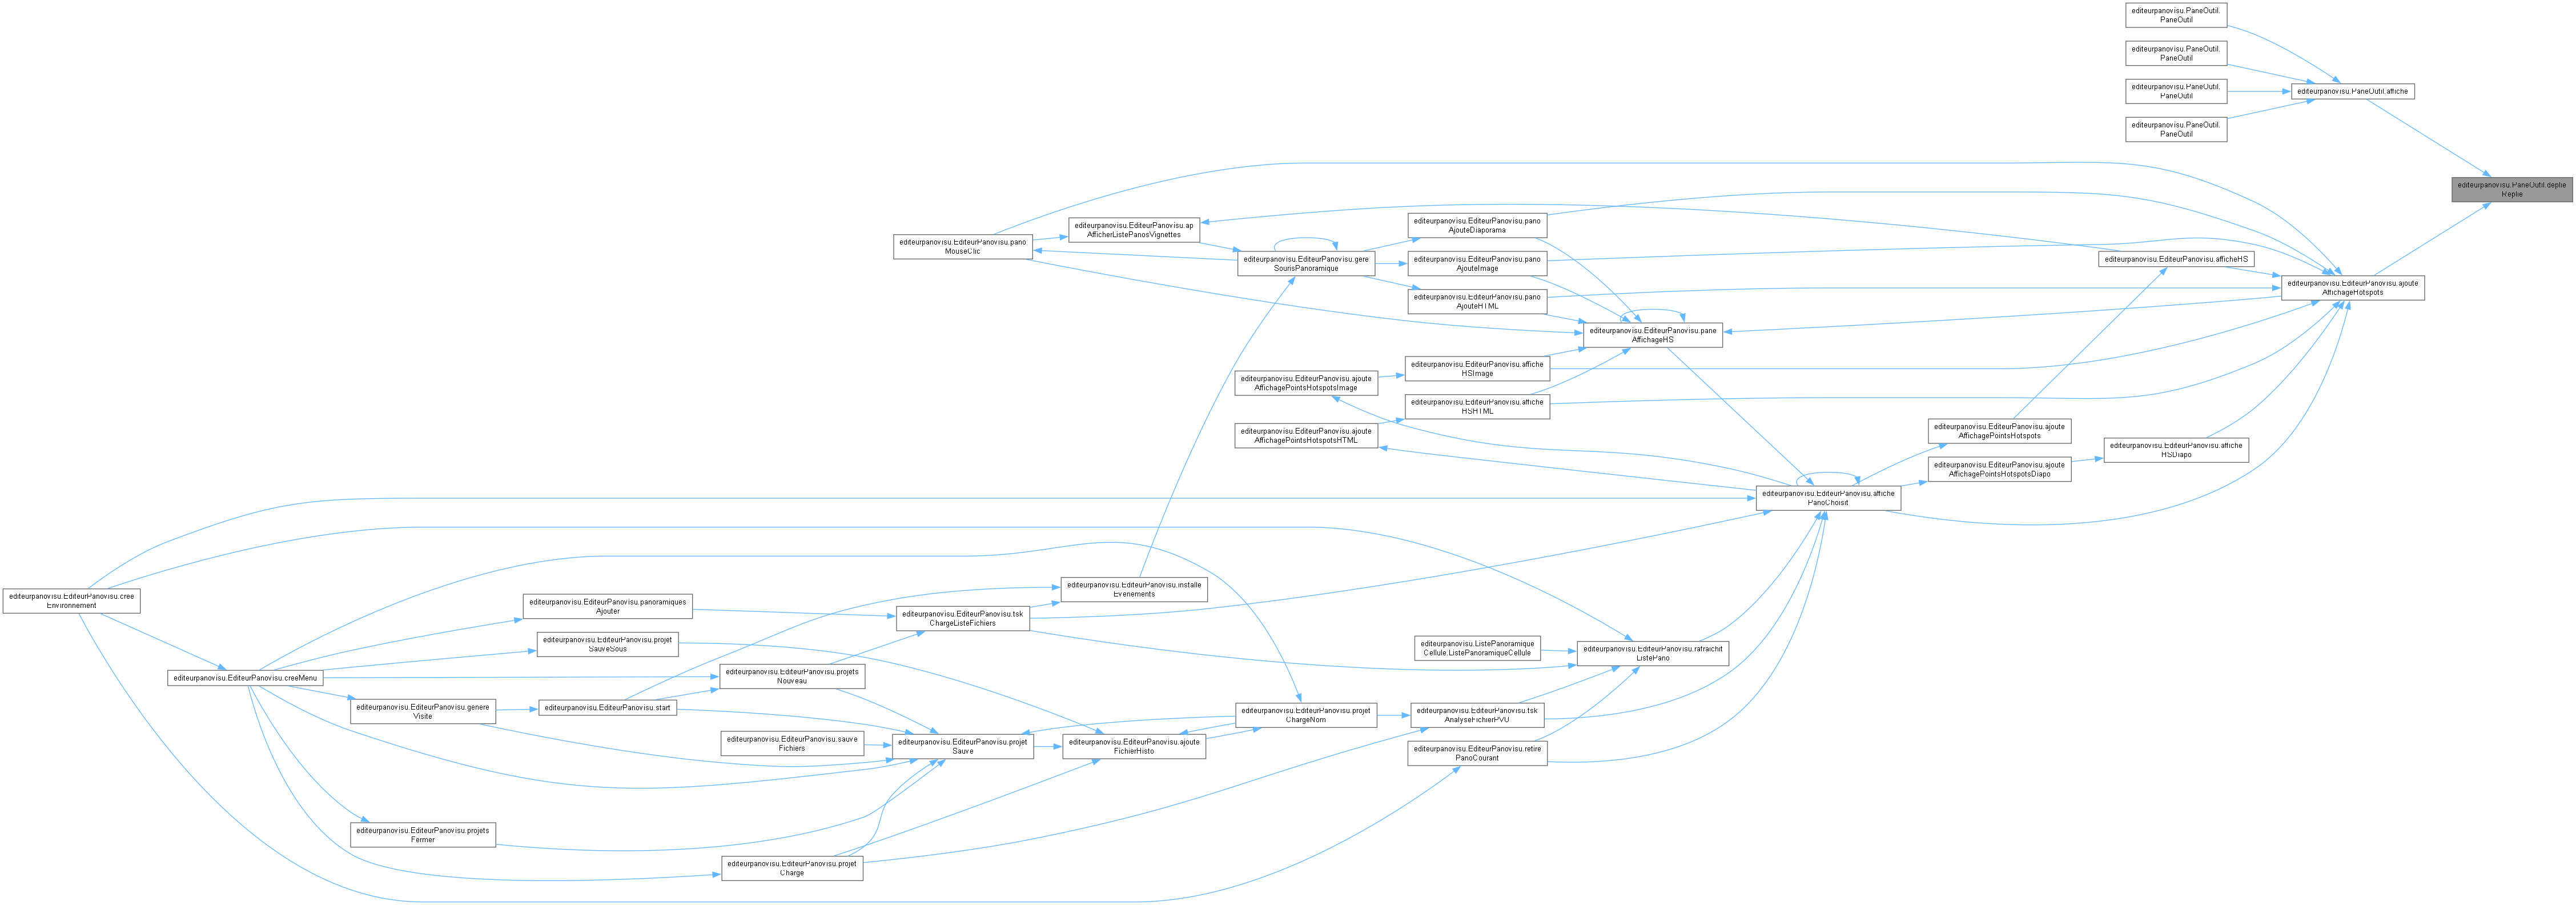 editeurpanovisu.PaneOutil.
PaneOutil
editeurpanovisu.PaneOutil.
PaneOutil
editeurpanovisu.PaneOutil.affiche
editeurpanovisu.PaneOutil.
PaneOutil
editeurpanovisu.PaneOutil.
PaneOutil
editeurpanovisu.PaneOutil.deplie
Replie
editeurpanovisu.EditeurPanovisu.pano
AjouteDiaporama
editeurpanovisu.EditeurPanovisu.ap
AfficherListePanosVignettes
editeurpanovisu.EditeurPanovisu.pano
MouseClic
editeurpanovisu.EditeurPanovisu.gere
SourisPanoramique
editeurpanovisu.EditeurPanovisu.pano
AjouteImage
editeurpanovisu.EditeurPanovisu.afficheHS
editeurpanovisu.EditeurPanovisu.ajoute
AffichageHotspots
editeurpanovisu.EditeurPanovisu.pano
AjouteHTML
editeurpanovisu.EditeurPanovisu.pane
AffichageHS
editeurpanovisu.EditeurPanovisu.affiche
HSImage
editeurpanovisu.EditeurPanovisu.ajoute
AffichagePointsHotspotsImage
editeurpanovisu.EditeurPanovisu.affiche
HSHTML
editeurpanovisu.EditeurPanovisu.ajoute
AffichagePointsHotspotsHTML
editeurpanovisu.EditeurPanovisu.ajoute
AffichagePointsHotspots
editeurpanovisu.EditeurPanovisu.affiche
HSDiapo
editeurpanovisu.EditeurPanovisu.ajoute
AffichagePointsHotspotsDiapo
editeurpanovisu.EditeurPanovisu.affiche
PanoChoisit
editeurpanovisu.EditeurPanovisu.installe
Evenements
editeurpanovisu.EditeurPanovisu.cree
Environnement
editeurpanovisu.EditeurPanovisu.panoramiques
Ajouter
editeurpanovisu.EditeurPanovisu.tsk
ChargeListeFichiers
editeurpanovisu.EditeurPanovisu.projet
SauveSous
editeurpanovisu.ListePanoramique
Cellule.ListePanoramiqueCellule
editeurpanovisu.EditeurPanovisu.rafraichit
ListePano
editeurpanovisu.EditeurPanovisu.creeMenu
editeurpanovisu.EditeurPanovisu.projets
Nouveau
editeurpanovisu.EditeurPanovisu.genere
Visite
editeurpanovisu.EditeurPanovisu.start
editeurpanovisu.EditeurPanovisu.projet
ChargeNom
editeurpanovisu.EditeurPanovisu.tsk
AnalyseFichierPVU
editeurpanovisu.EditeurPanovisu.sauve
Fichiers
editeurpanovisu.EditeurPanovisu.projet
Sauve
editeurpanovisu.EditeurPanovisu.ajoute
FichierHisto
editeurpanovisu.EditeurPanovisu.retire
PanoCourant
editeurpanovisu.EditeurPanovisu.projets
Fermer
editeurpanovisu.EditeurPanovisu.projet
Charge